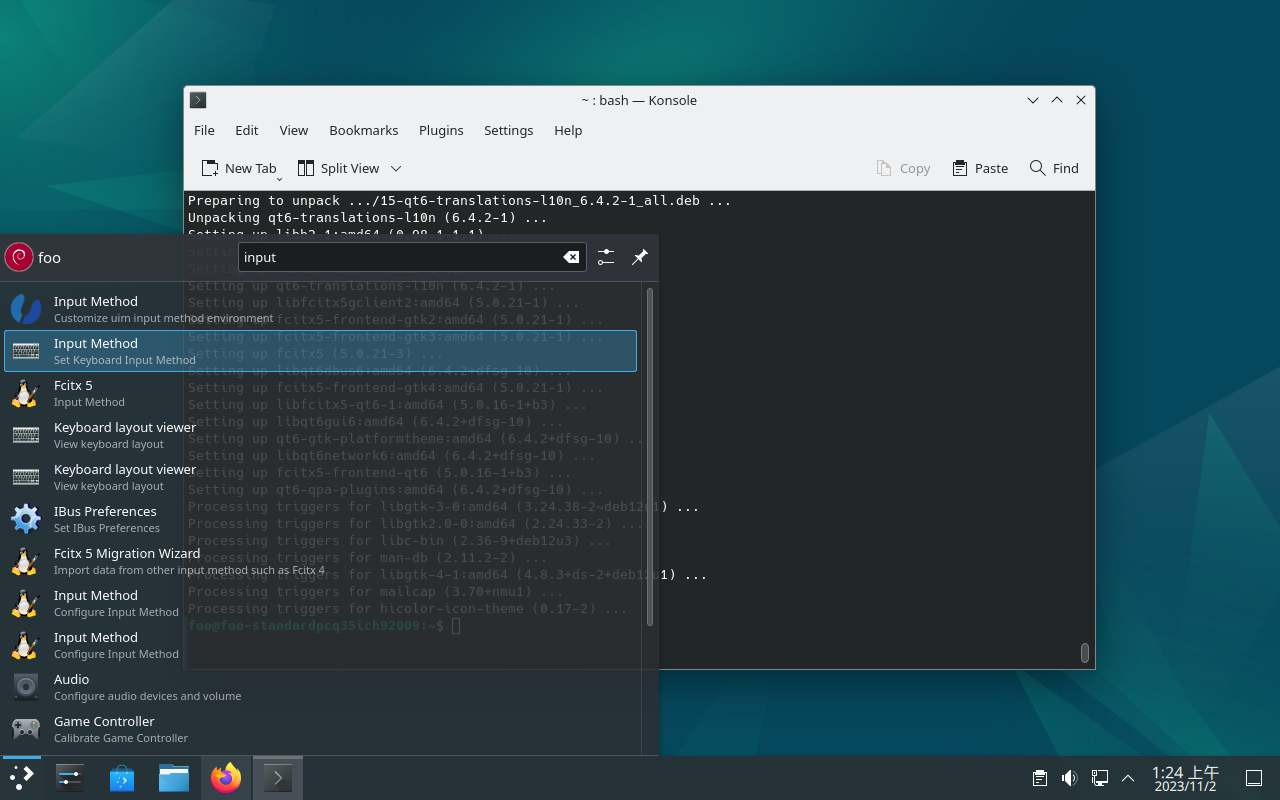 ~ : bash — Konsole
File Edit View Bookmarks Plugins Settings Help
New Tab Split View Copy Paste Find
Preparing to unpack .../15-qt6-translations-l10n_6.4.2-1_all.deb ...
Unpacking qt6-translations-l10n (6.4.2-1) ...
foo
input
Input Method
Customize uim input method environment
Input Method
Set Keyboard Input Method
Fcitx 5
Input Method
Keyboard layout viewer
View keyboard layout
Keyboard layout viewer
View keyboard layout
IBus Preferences
Set IBus Preferences
Fcitx 5 Migration Wizard
Import data from other input method such as Fcitx 4
Input Method
Configure Input Method
Input Method
Configure Input Method
Audio
Configure audio devices and volume
Game Controller
Calibrate Game Controller
Setting up qt6-translations-l10n (6.4.2-1) ...
Setting up libfcitx5gclient2:amd64 (5.0.21-1) ...
Setting up fcitx5-frontend-gtk2:amd64 (5.0.21-1) ...
Setting up fcitx5-frontend-gtk3:amd64 (5.0.21-1) ...
Setting up fcitx5 (5.0.21-3) ...
Setting up libqt6dbus6:amd64 (6.4.2+dfsg-10) ...
Setting up fcitx5-frontend-gtk4:amd64 (5.0.21-1) ...
Setting up libfcitx5-qt6-1:amd64 (5.0.16-1+b3) ...
Setting up libqt6gui6:amd64 (6.4.2+dfsg-10) ...
Setting up qt6-gtk-platformtheme:amd64 (6.4.2+dfsg-10) ...
Setting up libqt6network6:amd64 (6.4.2+dfsg-10) ...
Setting up fcitx5-frontend-qt6 (5.0.16-1+b3) ...
Setting up qt6-qpa-plugins:amd64 (6.4.2+dfsg-10) ...
Processing triggers for libgtk-3-0:amd64 (3.24.38-2~deb12u1) ...
Processing triggers for libgtk2.0-0:amd64 (2.24.33-2) ...
Processing triggers for libc-bin (2.36-9+deb12u3) ...
Processing triggers for man-db (2.11.2-2) ...
Processing triggers for libgtk-4-1:amd64 (4.8.3+ds-2+deb12u1) ...
Processing triggers for mailcap (3.70+nmu1) ...
Processing triggers for hicolor-icon-theme (0.17-2) ...
foo@foo-standardpcq35ich92009:~$
1:24 上午
2023/11/2